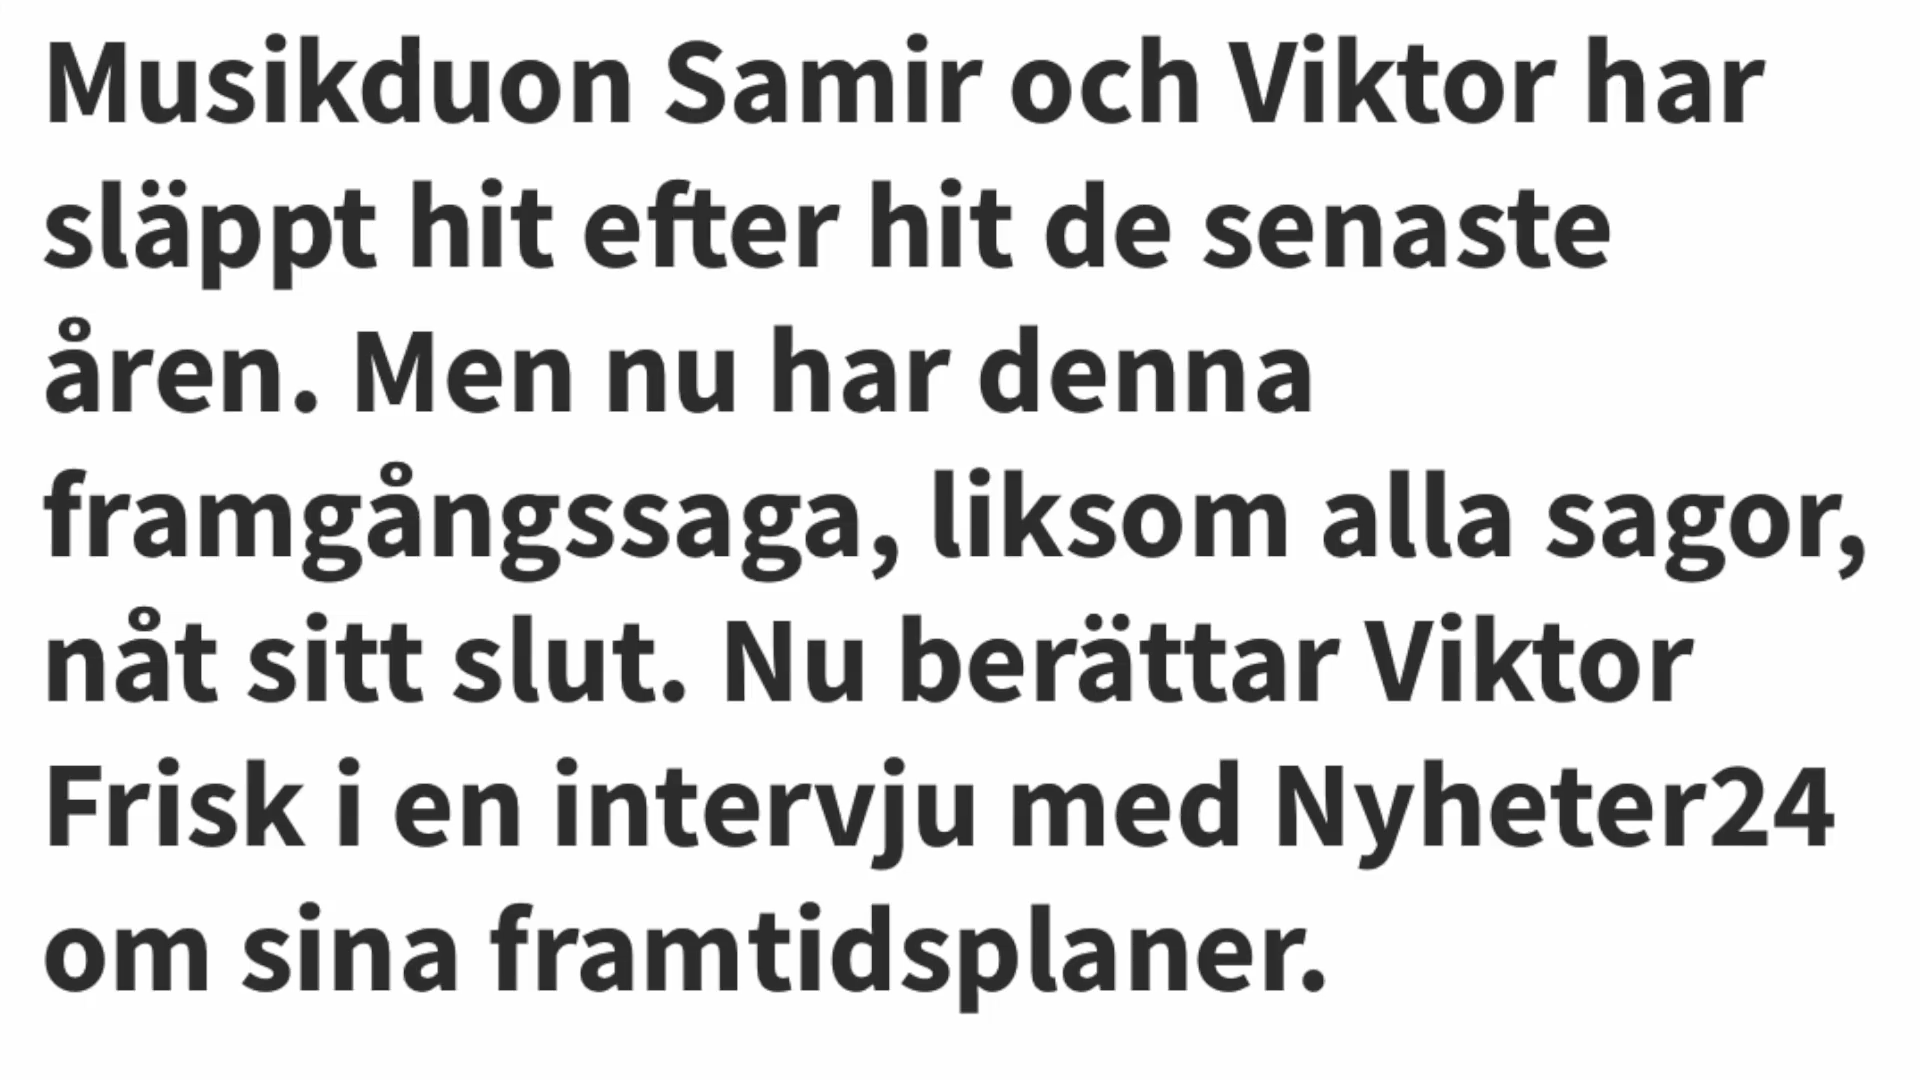 Musikduon Samir och Viktor har
släppt hit efter hit de senaste
åren. Men nu har denna
framgångssaga, liksom alla sagor,
nåt sitt slut. Nu berättar Viktor
Frisk i en intervju med Nyheter24
om sina framtidsplaner.